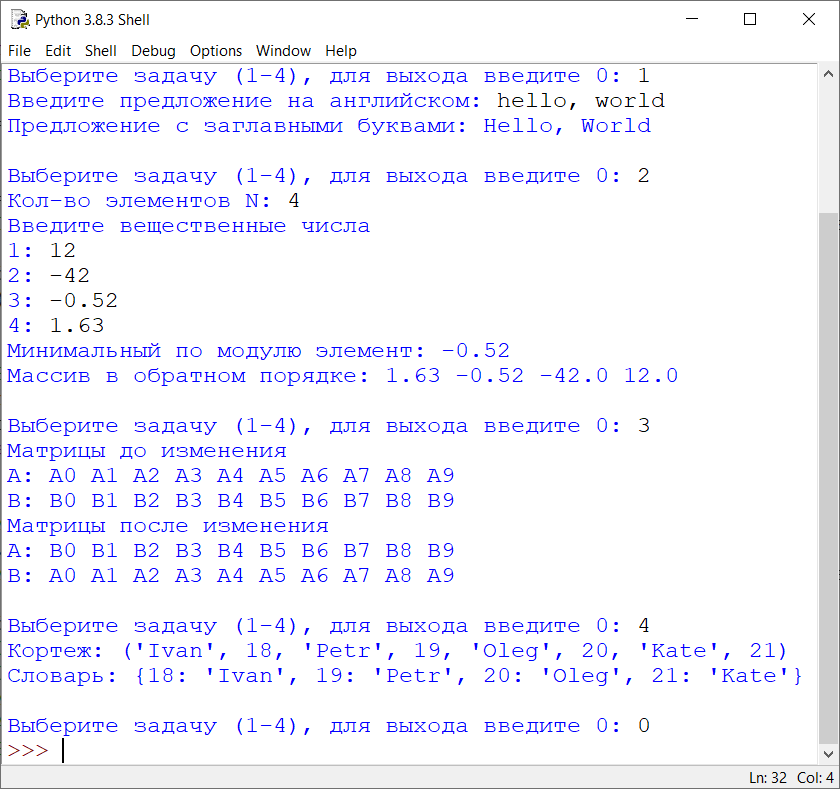 Python 3.8.3 Shell
File Edit Shell Debug Options Window Help
Выберите задачу (1-4), для выхода введите 0: 1
Введите предложение на английском: hello, world
Предложение с заглавными буквами: Hello, World
Выберите задачу (1-4), для выхода введите 0: 2
Кол-во элементов N: 4
Введите вещественные числа
1: 12
2: -42
3: -0.52
4: 1.63
Минимальный по модулю элемент: -0.52
Массив в обратном порядке: 1.63 -0.52 -42.0 12.0
Выберите задачу (1-4), для выхода введите 0: 3
Матрицы до изменения
A: A0 A1 A2 A3 A4 A5 A6 A7 A8 A9
B: B0 B1 B2 B3 B4 B5 B6 B7 B8 B9
Матрицы после изменения
A: B0 B1 B2 B3 B4 B5 B6 B7 B8 B9
B: A0 A1 A2 A3 A4 A5 A6 A7 A8 A9
Выберите задачу (1-4), для выхода введите 0: 4
Кортеж: ('Ivan', 18, 'Petr', 19, 'Oleg', 20, 'Kate', 21)
Словарь: {18: 'Ivan', 19: 'Petr', 20: 'Oleg', 21: 'Kate'}
Выберите задачу (1-4), для выхода введите 0: 0
>>>
Ln: 32 Col: 4